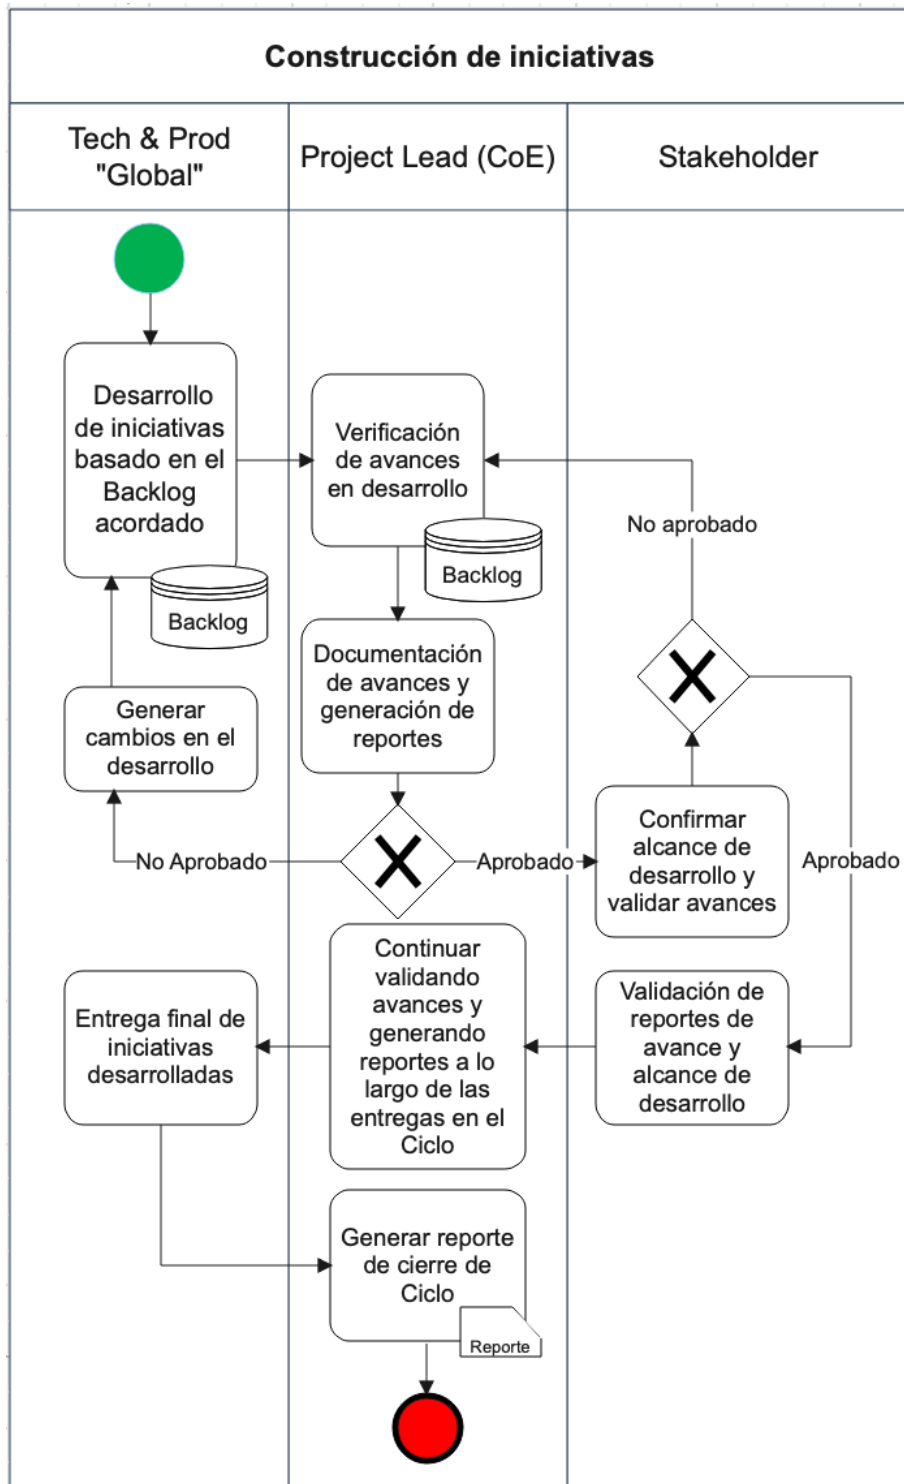 Construcción de iniciativas
Tech & Prod
"Global"
Project Lead (CoE)
Stakeholder
Desarrollo
de iniciativas
basado en el
Backlog
acordado
Backlog
Verificación
de avances
en desarrollo
Backlog
No aprobado
Generar
cambios en el
desarrollo
Documentación
de avances y
generación de
reportes
No Aprobado
Aprobado
Confirmar
alcance de
desarrollo y
validar avances
Aprobado
Entrega final de
iniciativas
desarrolladas
Continuar
validando
avances y
generando
reportes a lo
largo de las
entregas en el
Ciclo
Validación de
reportes de
avance y
alcance de
desarrollo
Generar reporte
de cierre de
Ciclo
Reporte